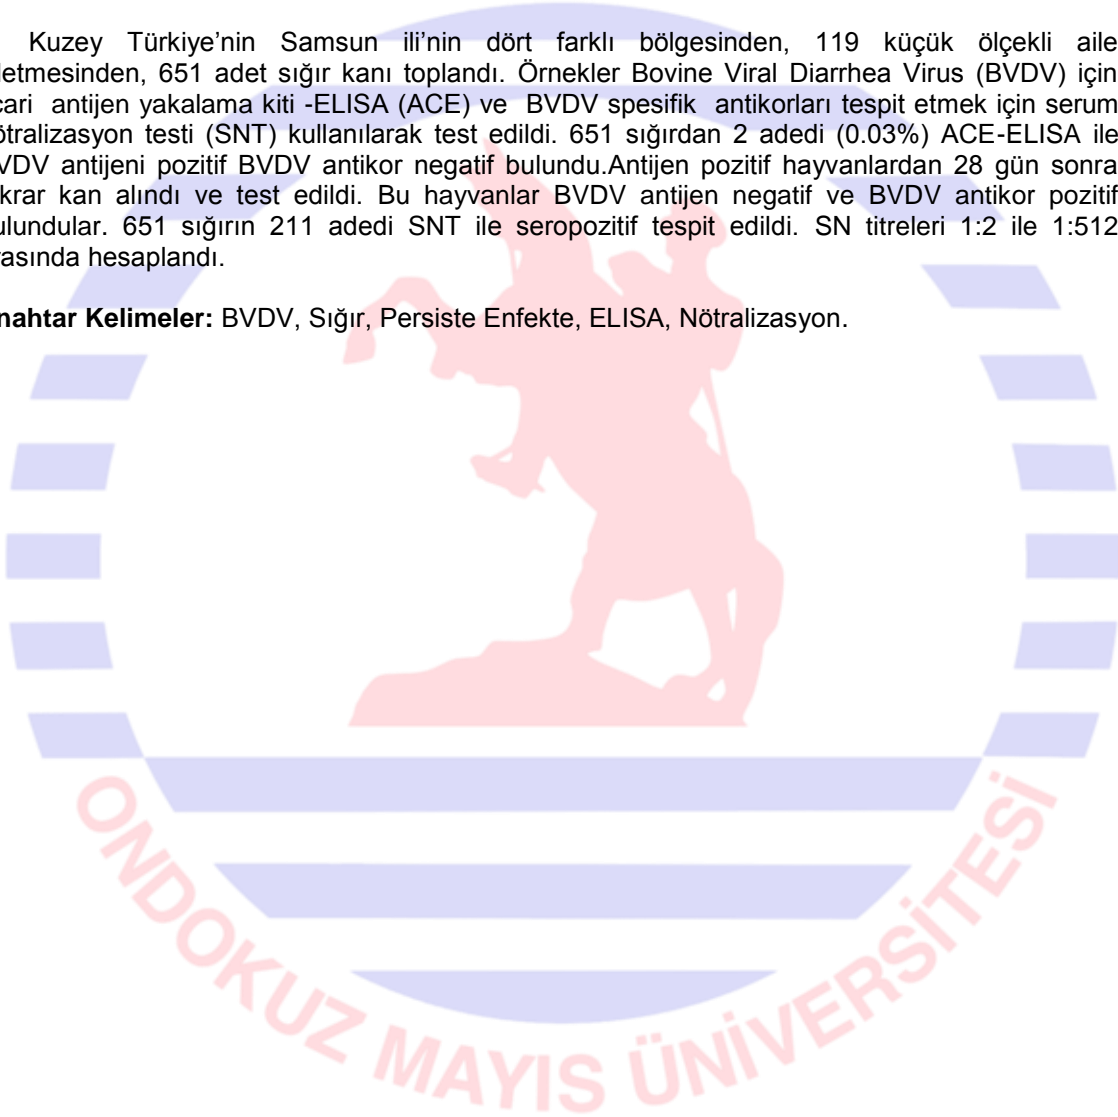 Kuzey Türkiye'nin Samsun ili'nin dört farklı bölgesinden, 119 küçük ölçekli aile
letmesinden, 651 adet sığır kanı toplandı. Örnekler Bovine Viral Diarrhea Virus (BVDV) için
cari antijen yakalama kiti -ELISA (ACE) ve BVDV spesifik antikorları tespit etmek için serum
ötralizasyon testi (SNT) kullanılarak test edildi. 651 sığırdan 2 adedi (0.03%) ACE-ELISA ile
VDV antijeni pozitif BVDV antikor negatif bulundu.Antijen pozitif hayvanlardan 28 gün sonra
krar kan alındı ve test edildi. Bu hayvanlar BVDV antijen negatif ve BVDV antikor pozitif
ulundular. 651 sığırın 211 adedi SNT ile seropozitif tespit edildi. SN titreleri 1:2 ile 1:512
rasında hesaplandı.
nahtar Kelimeler: BVDV, Sığır, Persiste Enfekte, ELISA, Nötralizasyon.
ONDOKUZ MAYIS ÜNİVERSİTESİ